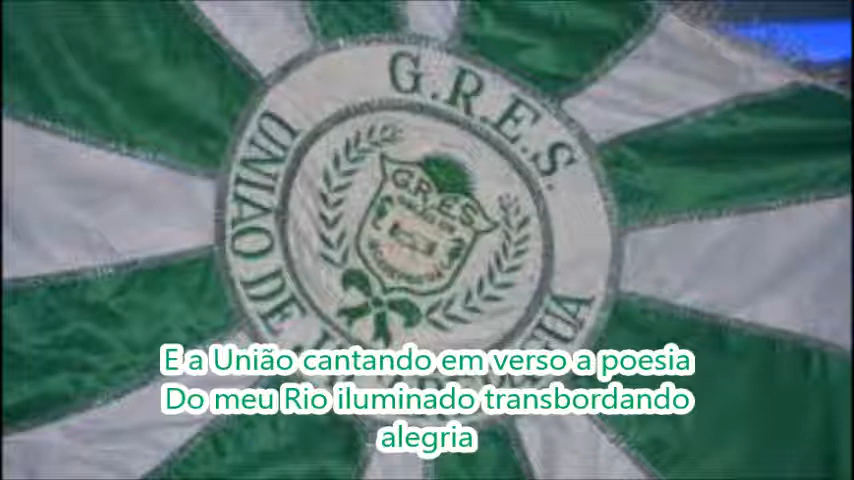 G.R.E.S.
UNIÃO DE
G.R.E.S
E a União cantando em verso a poesia
Do meu Rio iluminado transbordando
alegria